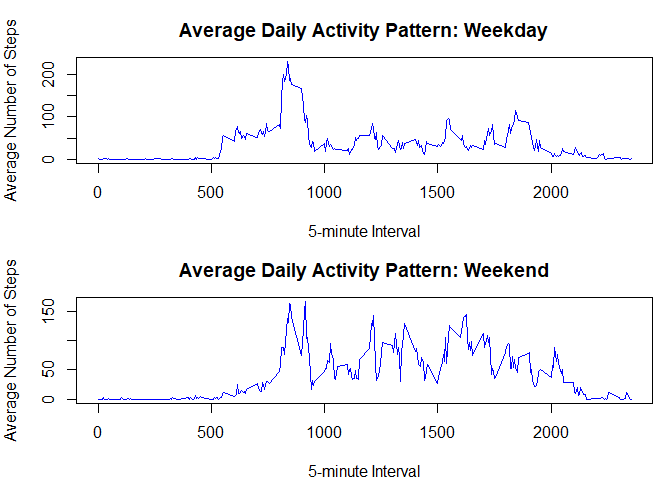 Average Daily Activity Pattern: Weekday
Average Number of Steps
200
100
0
0
500
1000
1500
2000
5-minute Interval
Average Daily Activity Pattern: Weekend
Average Number of Steps
150
50
0
0
500
1000
1500
2000
5-minute Interval